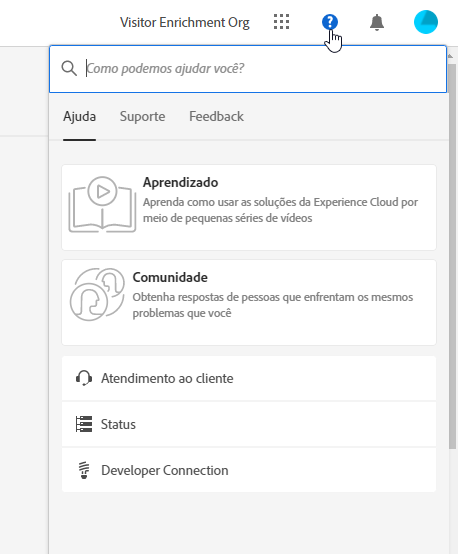 Visitor Enrichment Org
Como podemos ajudar você?
Ajuda Suporte Feedback
Aprendizado
Aprenda como usar as soluções da Experience Cloud por
meio de pequenas séries de vídeos
Comunidade
Obtenha respostas de pessoas que enfrentam os mesmos
problemas que você
Atendimento ao cliente
Status
Developer Connection